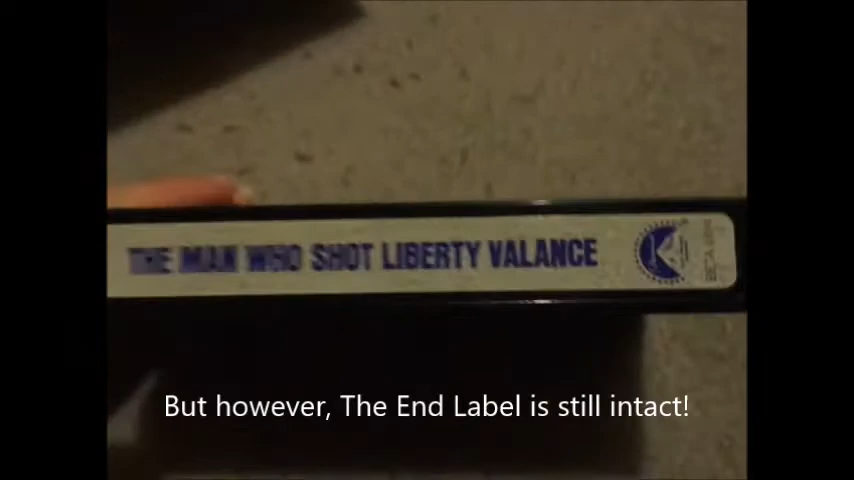 THE MAN WHO SHOT LIBERTY VALANCE
But however, The End Label is still intact!